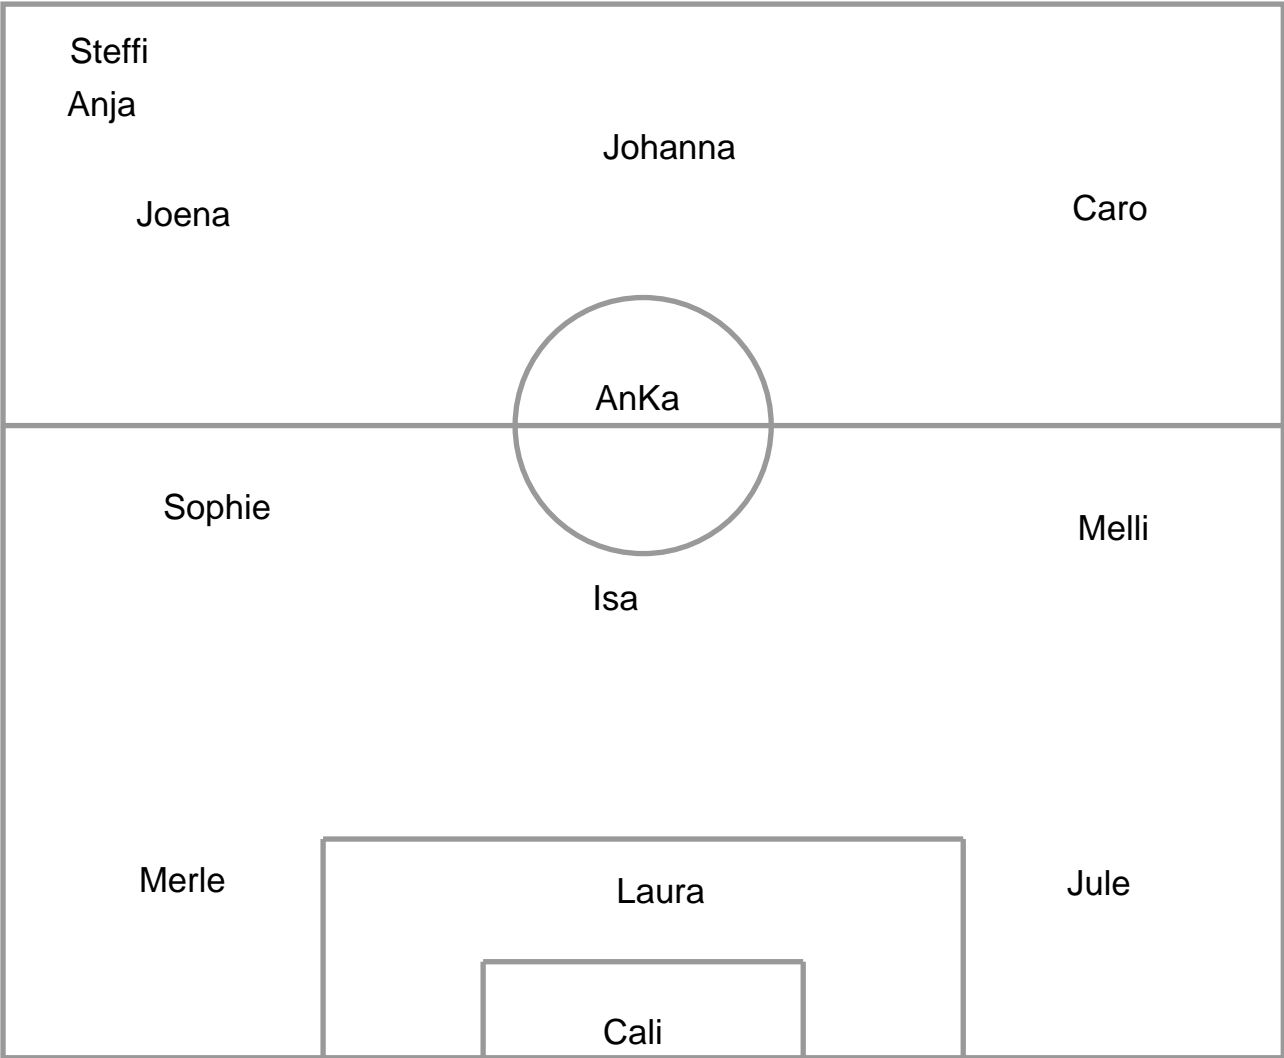 Steffi
Anja
Johanna
Joena
Caro
AnKa
Sophie
Melli
Isa
Merle
Laura
Jule
Cali